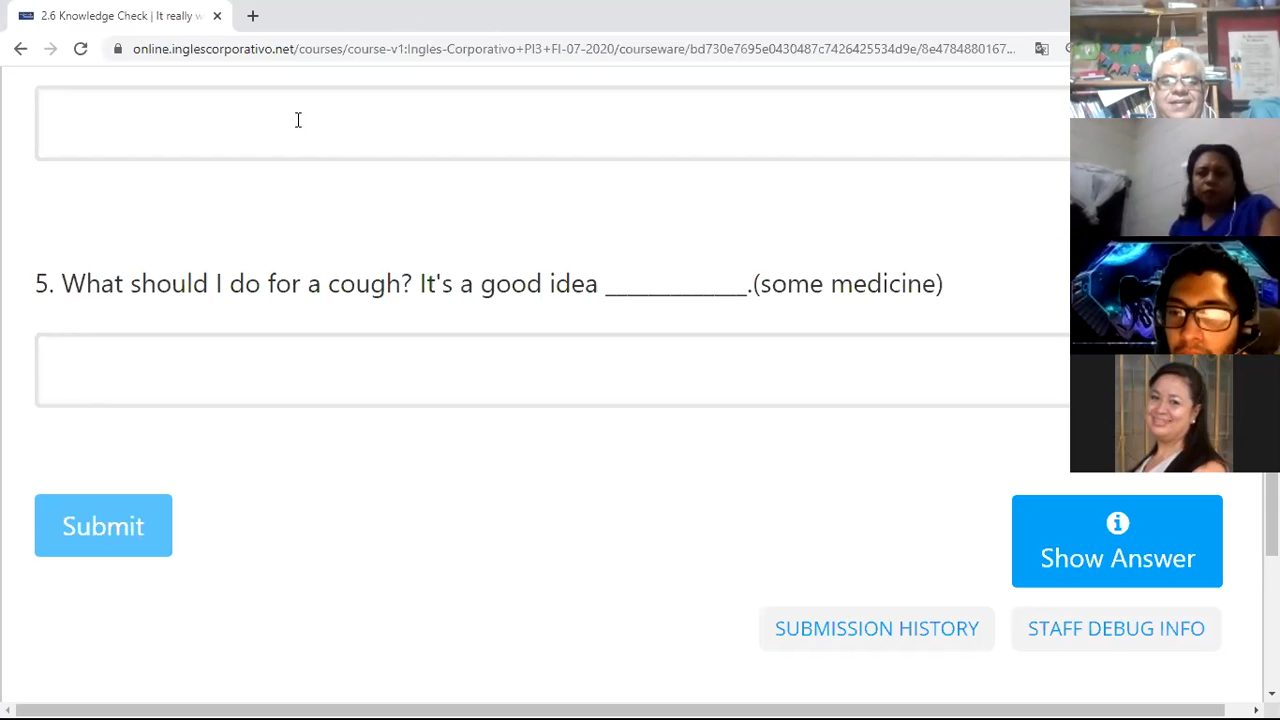 2.6 Knowledge Check | It really w
online.inglescorporativo.net/courses/course-v1:Ingles-Corporativo+PI3+TI-07-2020/courseware/bd730e7695e0430487c7426425534d9e/8e4784880167...
5. What should I do for a cough? It's a good idea ____________.(some medicine)
Submit
Show Answer
SUBMISSION HISTORY
STAFF DEBUG INFO